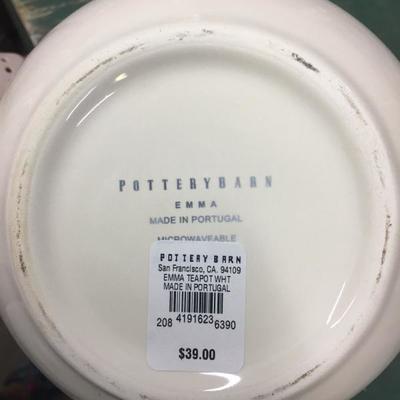 POTTERYBARN
EMMA
MADE IN PORTUGAL
MICROWAVEABLE
POTTERY BARN
San Francisco, CA. 94109
EMMA TEAPOT WHT
MADE IN PORTUGAL
208 4191623 6390
$39.00